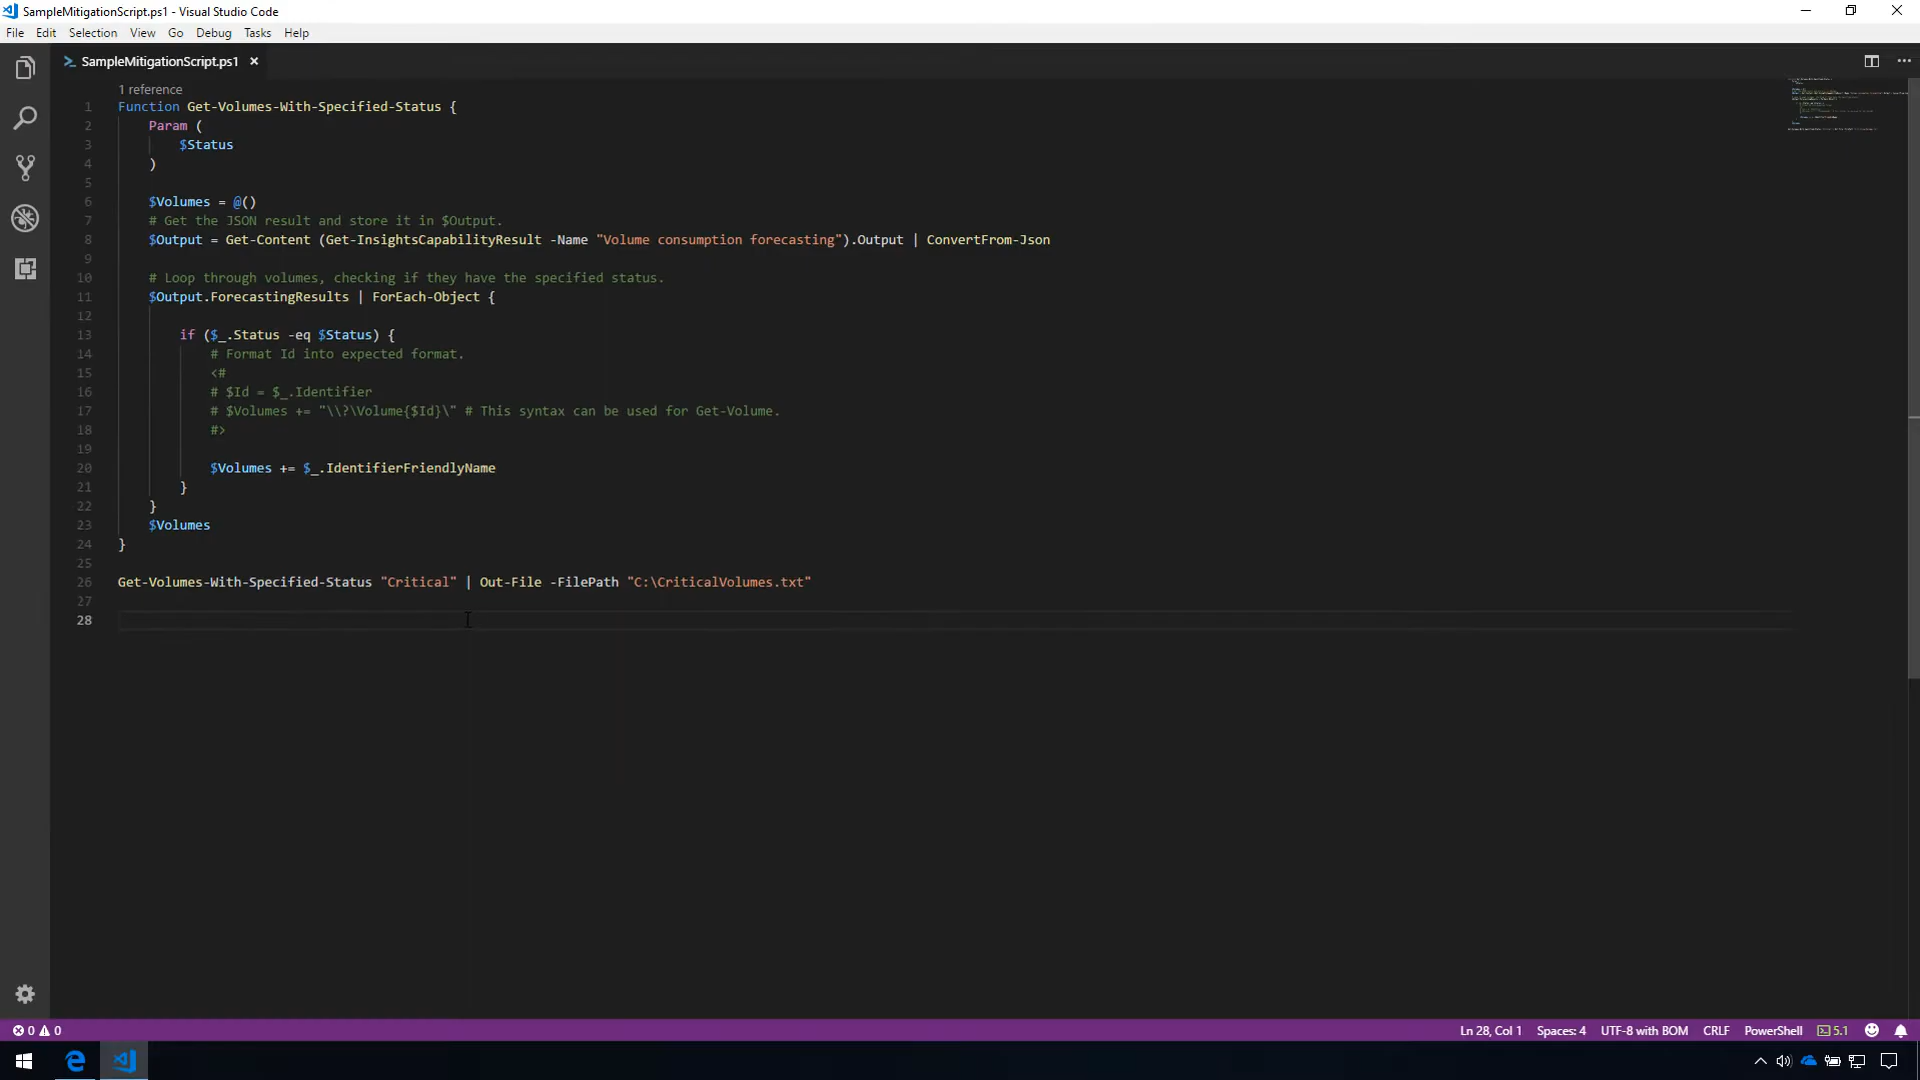 SampleMitigationScript.ps1 - Visual Studio Code
File Edit Selection View Go Debug Tasks Help
SampleMitigationScript.ps1
1 reference
1 Function Get-Volumes-With-Specified-Status {
2 Param (
3 $Status
4 )
5
6 $Volumes = @()
7 # Get the JSON result and store it in $Output.
8 $Output = Get-Content (Get-InsightsCapabilityResult -Name "Volume consumption forecasting").Output | ConvertFrom-Json
9
10 # Loop through volumes, checking if they have the specified status.
11 $Output.ForecastingResults | ForEach-Object {
12
13 if ($_.Status -eq $Status) {
14 # Format Id into expected format.
15 <#
16 # $Id = $_.Identifier
17 # $Volumes += "\\?\Volume{$Id}\" # This syntax can be used for Get-Volume.
18 #>
19
20 $Volumes += $_.IdentifierFriendlyName
21 }
22 }
23 $Volumes
24 }
25
26 Get-Volumes-With-Specified-Status "Critical" | Out-File -FilePath "C:\CriticalVolumes.txt"
27
28
0 0 Ln 28, Col 1 Spaces: 4 UTF-8 with BOM CRLF PowerShell 5.1